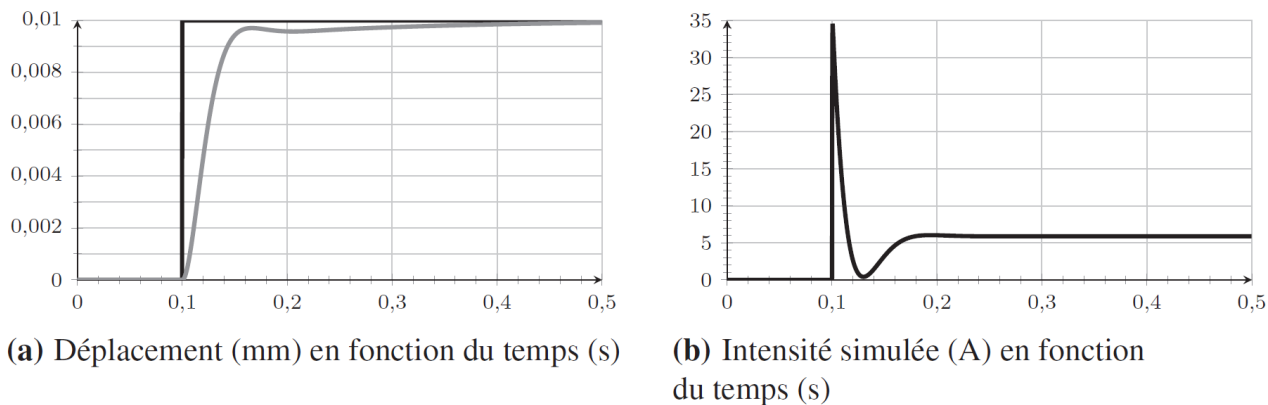 0,01
0,008
0,006
0,004
0,002
0
0 0,1 0,2 0,3 0,4 0,5
(a) Déplacement (mm) en fonction du temps (s)
35
30
25
20
15
10
5
0
0 0,1 0,2 0,3 0,4 0,5
(b) Intensité simulée (A) en fonction
du temps (s)